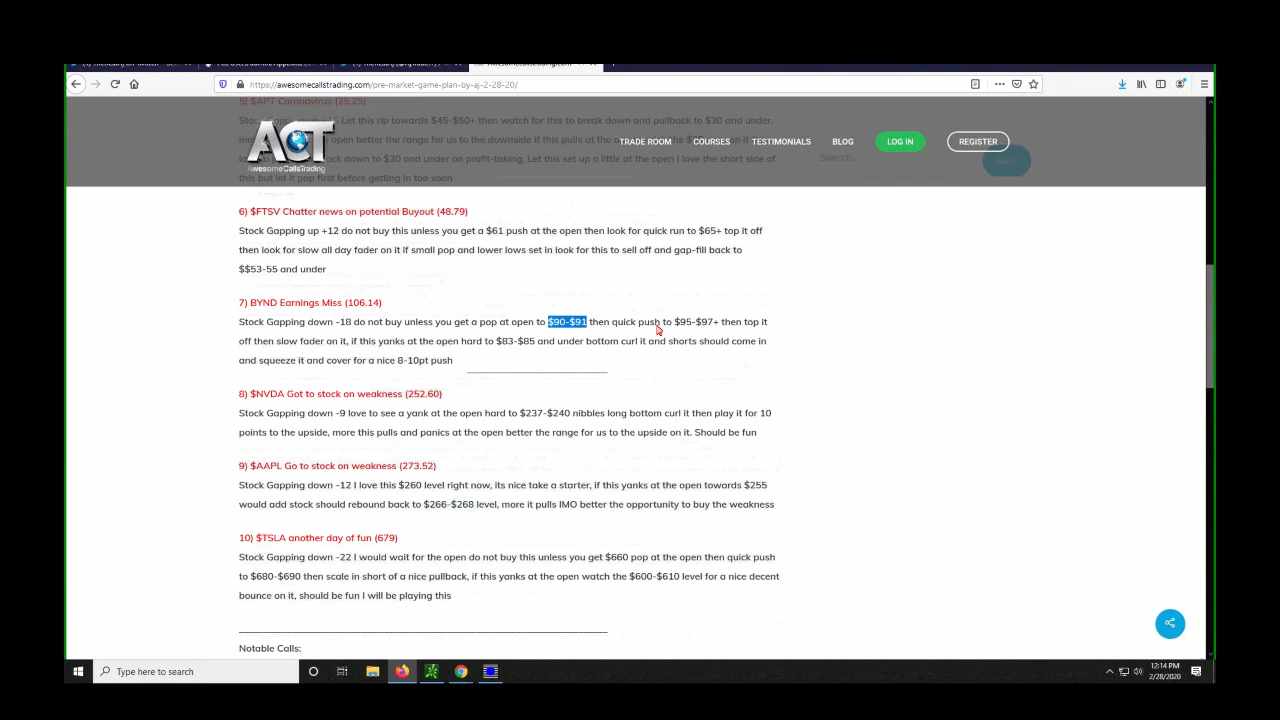 https://awesomecallstrading.com/pre-market-game-plan-by-aj-2-28-20/
5) $APT Coronavirus (25.25)
ACT
AwesomeCallsTrading
TRADE ROOM
COURSES
TESTIMONIALS
BLOG
LOG IN
REGISTER
Search...
this but let it pop first before getting in too soon
6) $FTSV Chatter news on potential Buyout (48.79)
Stock Gapping up +12 do not buy this unless you get a $61 push at the open then look for quick run to $65+ top it off
then look for slow all day fader on it if small pop and lower lows set in look for this to sell off and gap-fill back to
$$53-55 and under
7) BYND Earnings Miss (106.14)
Stock Gapping down -18 do not buy unless you get a pop at open to $90-$91 then quick push to $95-$97+ then top it
off then slow fader on it, if this yanks at the open hard to $83-$85 and under bottom curl it and shorts should come in
and squeeze it and cover for a nice 8-10pt push
8) $NVDA Got to stock on weakness (252.60)
Stock Gapping down -9 love to see a yank at the open hard to $237-$240 nibbles long bottom curl it then play it for 10
points to the upside, more this pulls and panics at the open better the range for us to the upside on it. Should be fun
9) $AAPL Go to stock on weakness (273.52)
Stock Gapping down -12 I love this $260 level right now, its nice take a starter, if this yanks at the open towards $255
would add stock should rebound back to $266-$268 level, more it pulls IMO better the opportunity to buy the weakness
10) $TSLA another day of fun (679)
Stock Gapping down -22 I would wait for the open do not buy this unless you get $660 pop at the open then quick push
to $680-$690 then scale in short of a nice pullback, if this yanks at the open watch the $600-$610 level for a nice decent
bounce on it, should be fun I will be playing this
Notable Calls:
Type here to search
12:14 PM
2/28/2020